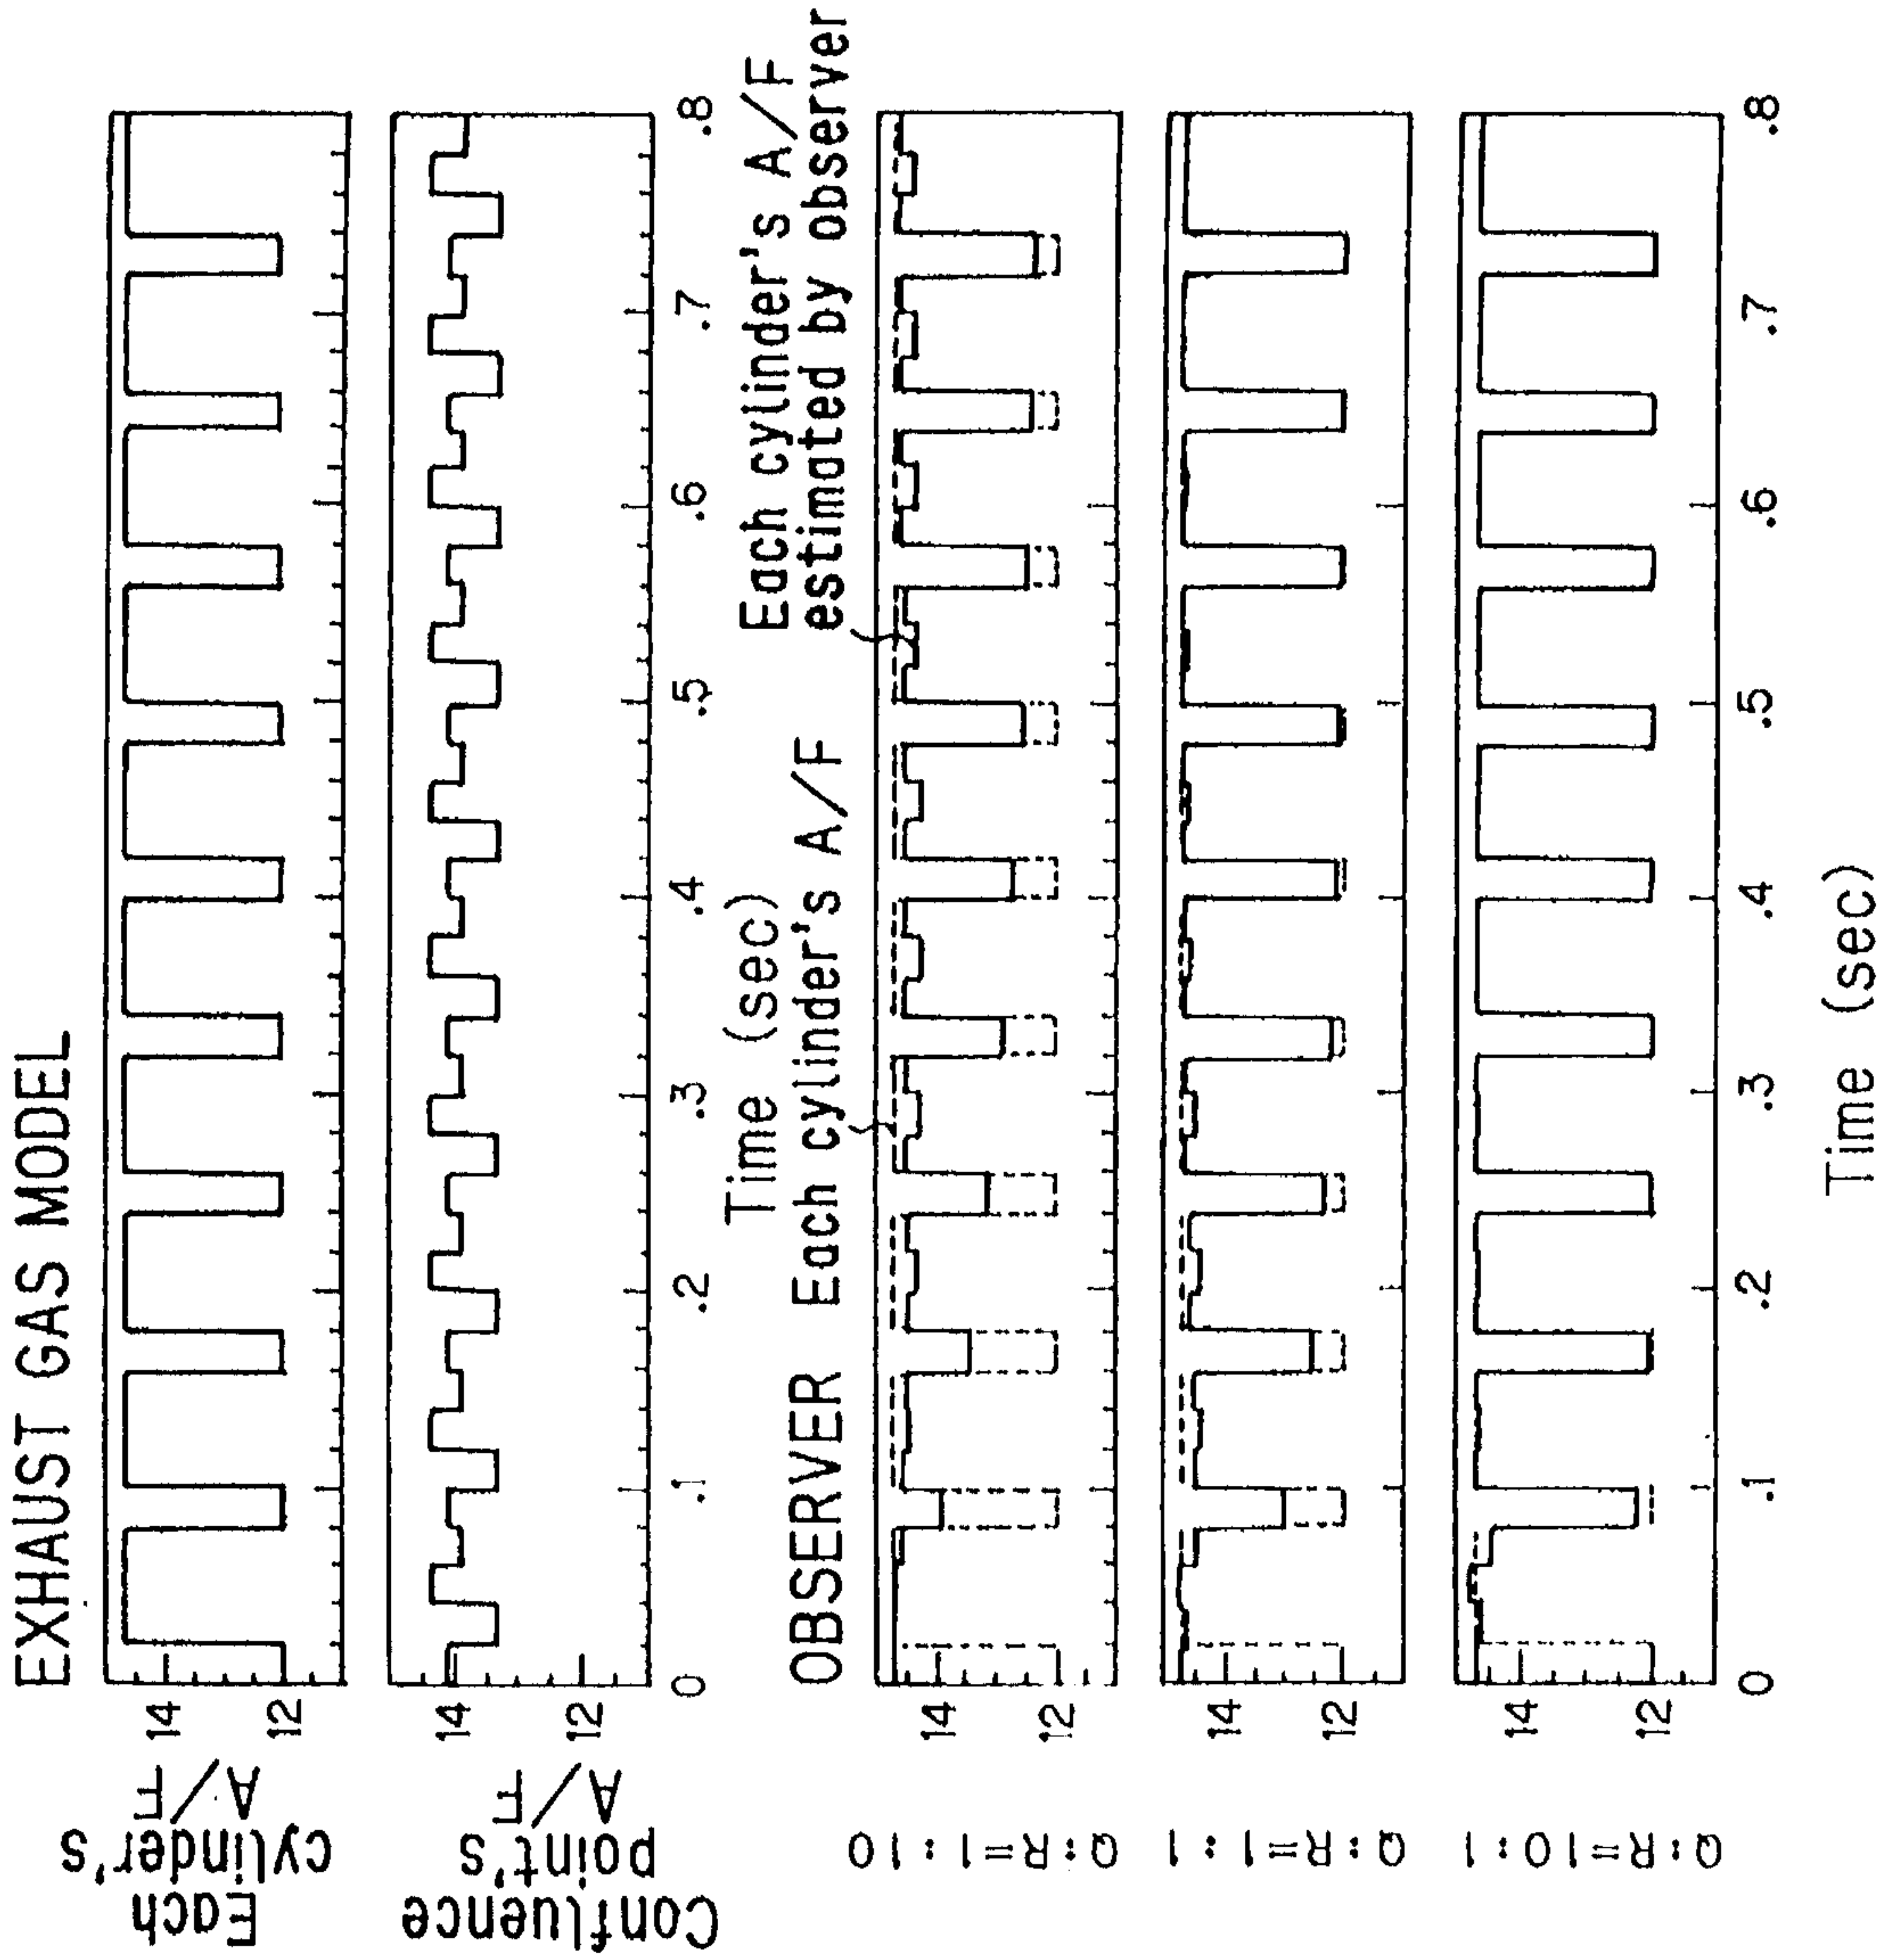 EXHAUST GAS MODEL
Each
cylinder's
A/F
14
12
Confluence
point's
A/F
14
12
0
.1
.2
.3
.4
.5
.6
.7
.8
Time (sec)
OBSERVER
Each cylinder's A/F
Each cylinder's A/F
estimated by observer
Q:R=1:10
14
12
Q:R=1:1
14
12
Q:R=10:1
14
12
0
.1
.2
.3
.4
.5
.6
.7
.8
Time (sec)